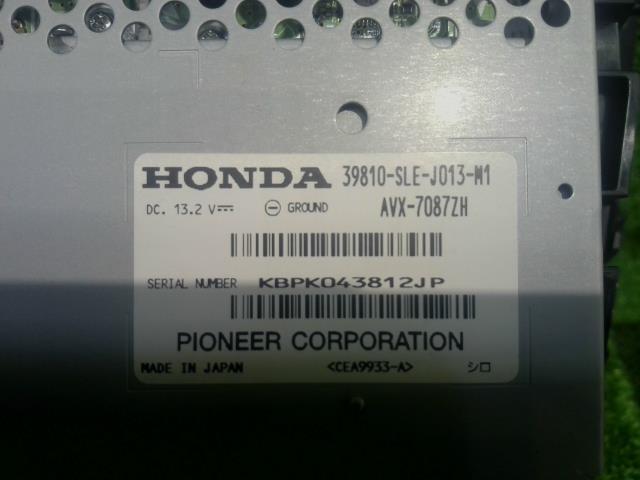 HONDA 39810-SLE-J013-M1
DC. 13.2 V⎓ ⊖ GROUND AVX-7087ZH
SERIAL NUMBER KBPK043812JP
PIONEER CORPORATION
MADE IN JAPAN <CEA9933-A> シロ